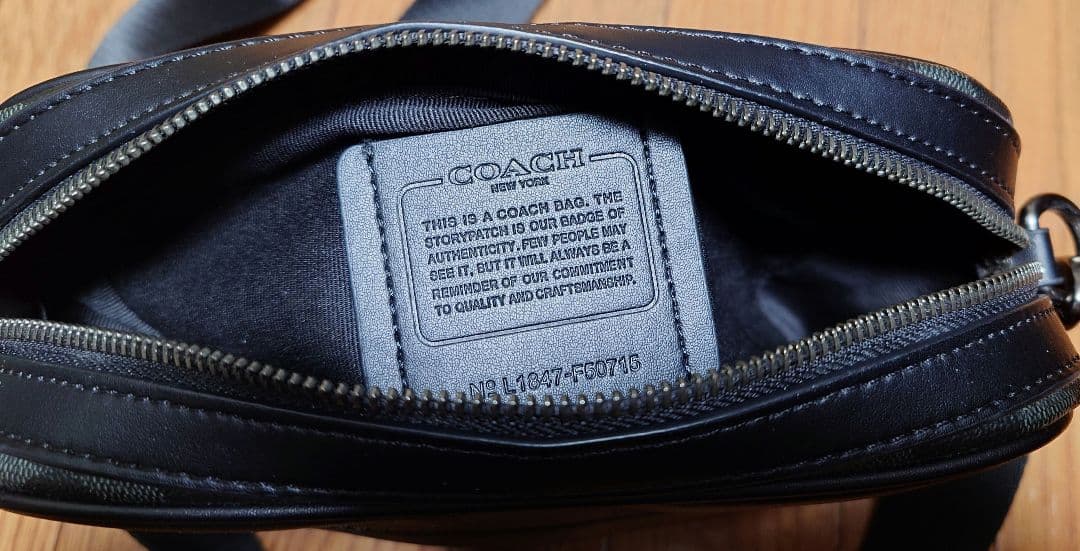 COACH
NEW YORK
THIS IS A COACH BAG. THE
STORYPATCH IS OUR BADGE OF
AUTHENTICITY. FEW PEOPLE MAY
SEE IT, BUT IT WILL ALWAYS BE A
REMINDER OF OUR COMMITMENT
TO QUALITY AND CRAFTSMANSHIP.
Nº L1847-F50715